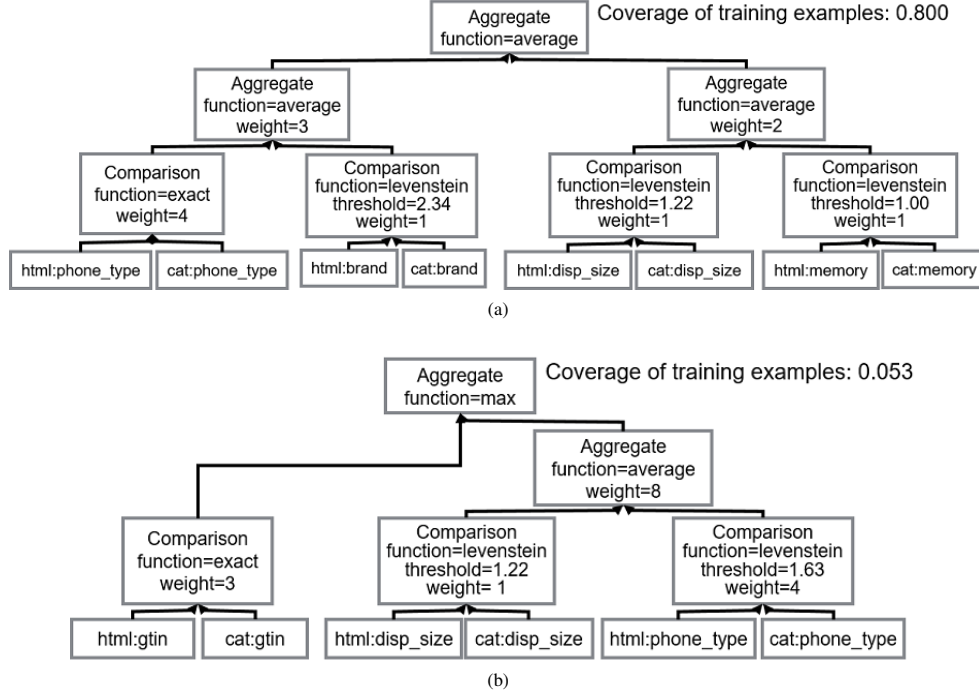 Aggregate
function=average
Coverage of training examples: 0.800
Aggregate
function=average
weight=3
Aggregate
function=average
weight=2
Comparison
function=exact
weight=4
Comparison
function=levenstein
threshold=2.34
weight=1
Comparison
function=levenstein
threshold=1.22
weight=1
Comparison
function=levenstein
threshold=1.00
weight=1
html:phone_type
cat:phone_type
html:brand
cat:brand
html:disp_size
cat:disp_size
html:memory
cat:memory
(a)
Aggregate
function=max
Coverage of training examples: 0.053
Aggregate
function=average
weight=8
Comparison
function=exact
weight=3
Comparison
function=levenstein
threshold=1.22
weight= 1
Comparison
function=levenstein
threshold=1.63
weight=4
html:gtin
cat:gtin
html:disp_size
cat:disp_size
html:phone_type
cat:phone_type
(b)